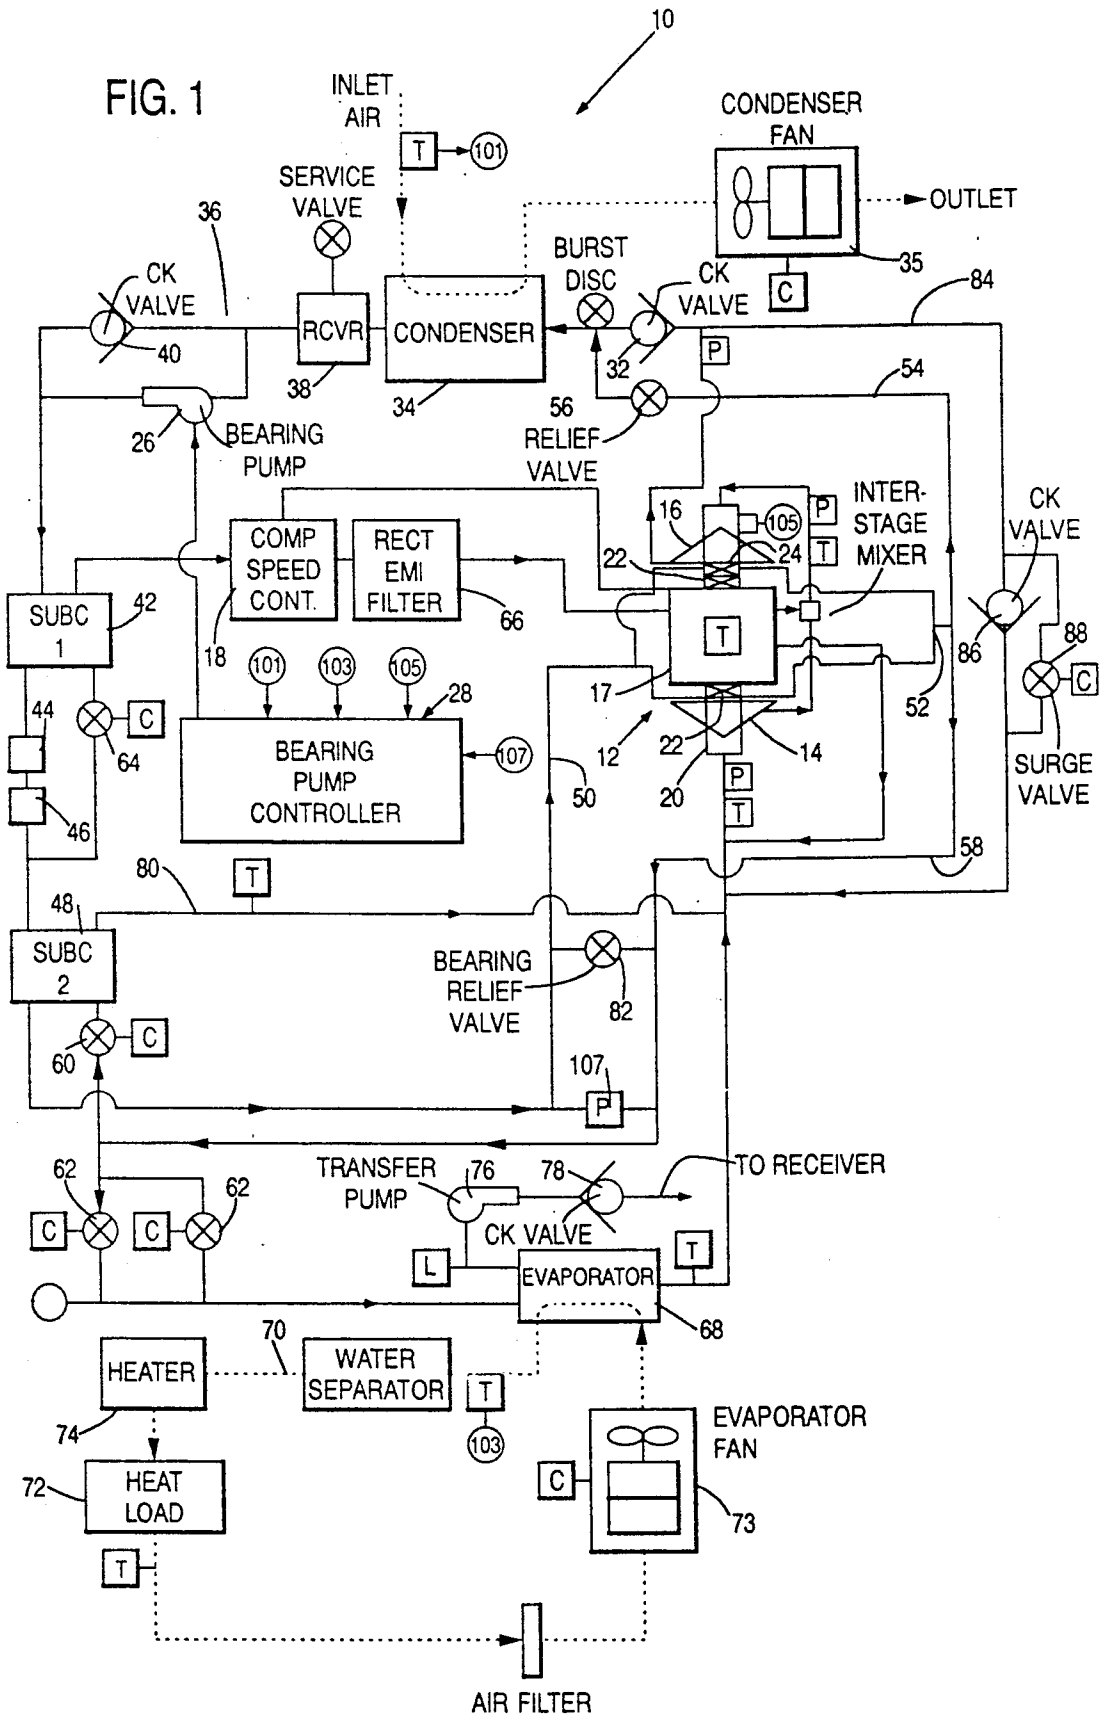 10
FIG. 1
INLET
AIR
T
101
CONDENSER
FAN
OUTLET
35
C
SERVICE
VALVE
36
CK
VALVE
40
RCVR
38
CONDENSER
34
BURST
DISC
CK
VALVE
32
P
84
54
56
RELIEF
VALVE
26
BEARING
PUMP
COMP
SPEED
CONT.
18
RECT
EMI
FILTER
66
16
105
P
T
INTER-
STAGE
MIXER
22
24
CK
VALVE
86
88
C
SURGE
VALVE
SUBC
1
42
T
17
52
12
22
14
20
P
T
101
103
105
28
107
BEARING
PUMP
CONTROLLER
44
64
C
46
50
58
80
T
48
SUBC
2
60
C
BEARING
RELIEF
VALVE
82
107
P
TRANSFER
PUMP
76
78
CK VALVE
TO RECEIVER
62
C
C
62
L
EVAPORATOR
T
68
70
HEATER
74
WATER
SEPARATOR
T
103
EVAPORATOR
FAN
C
73
72
HEAT
LOAD
T
AIR FILTER